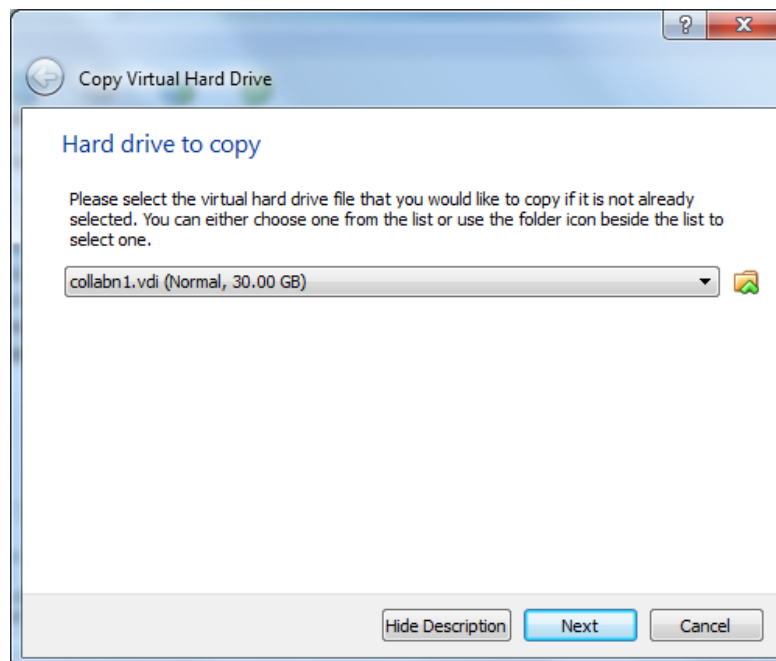 ?
X
Copy Virtual Hard Drive
Hard drive to copy
Please select the virtual hard drive file that you would like to copy if it is not already
selected. You can either choose one from the list or use the folder icon beside the list to
select one.
collabn1.vdi (Normal, 30.00 GB)
Hide Description Next Cancel